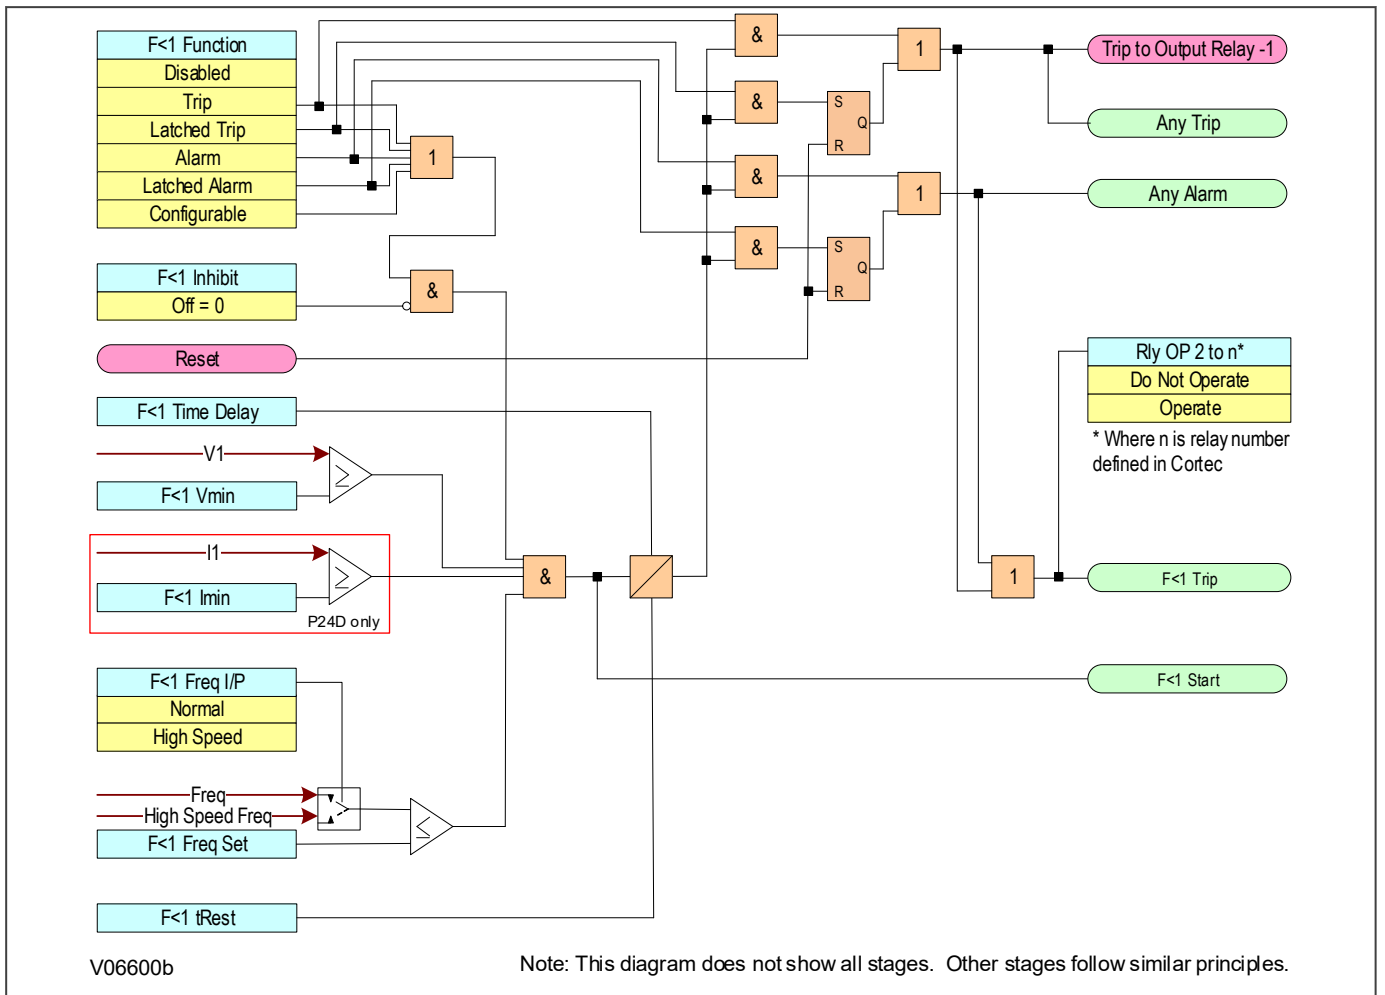 F<1 Function
Disabled
Trip
Latched Trip
Alarm
Latched Alarm
Configurable
1
&
&
&
&
S
Q
R
S
Q
R
1
1
Trip to Output Relay -1
Any Trip
Any Alarm
F<1 Inhibit
Off = 0
&
Reset
F<1 Time Delay
V1
F<1 Vmin
≥
I1
F<1 Imin
≥
P24D only
&
Rly OP 2 to n*
Do Not Operate
Operate
* Where n is relay number
defined in Cortec
1
F<1 Trip
F<1 Start
F<1 Freq I/P
Normal
High Speed
Freq
High Speed Freq
F<1 Freq Set
≤
F<1 tRest
V06600b
Note: This diagram does not show all stages. Other stages follow similar principles.